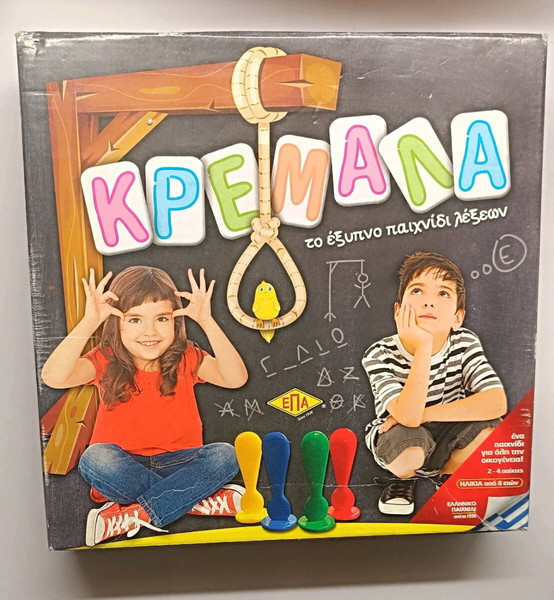 ΚΡΕΜΑΛΑ
το έξυπνο παιχνίδι λέξεων
Ε
Γ _ Δ Ι Ο
Δ Ζ
Α Μ Θ Κ
ΕΠΑ
ένα
παιχνίδι
για όλη την
οικογένεια!
2 - 4 παίκτες
ΗΛΙΚΙΑ από 8 ετών
ΕΛΛΗΝΙΚΟ
ΠΑΙΧΝΙΔΙ